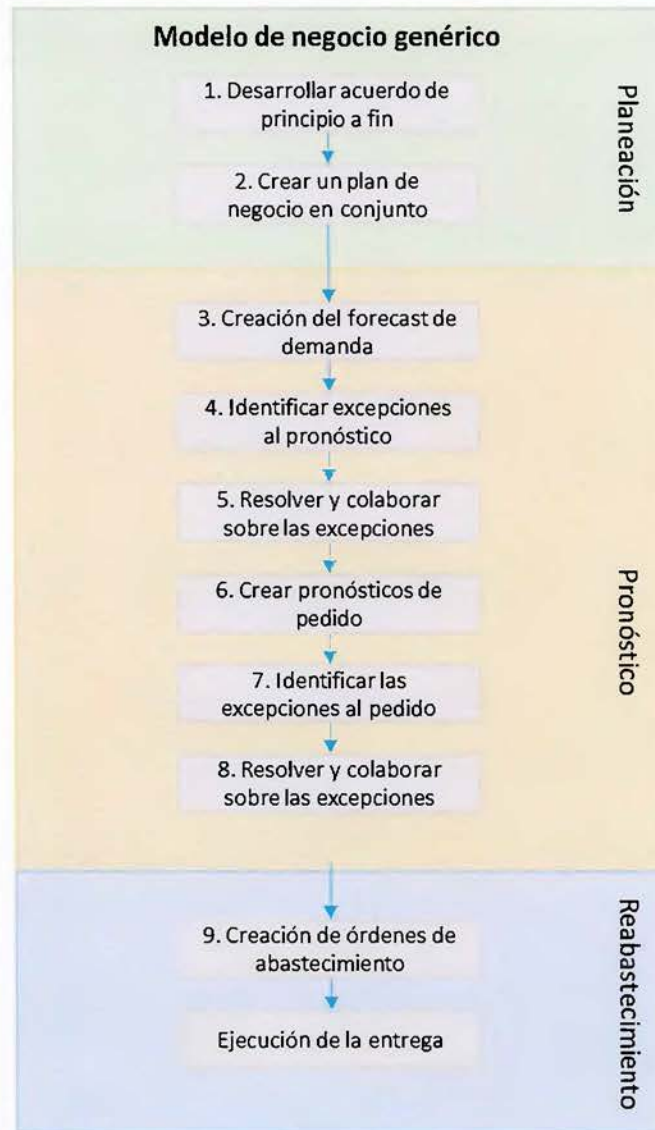 Modelo de negocio genérico
Planeación
1. Desarrollar acuerdo de
principio a fin
2. Crear un plan de
negocio en conjunto
Pronóstico
3. Creación del forecast de
demanda
4. Identificar excepciones
al pronóstico
5. Resolver y colaborar
sobre las excepciones
6. Crear pronósticos de
pedido
7. Identificar las
excepciones al pedido
8. Resolver y colaborar
sobre las excepciones
Reabastecimiento
9. Creación de órdenes de
abastecimiento
Ejecución de la entrega